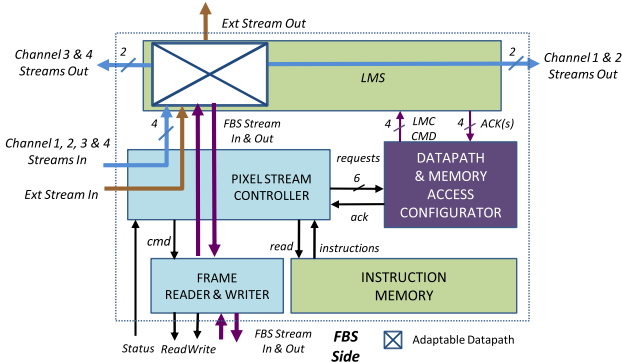 Ext Stream Out
Channel 3 & 4
Streams Out
2
2
Channel 1 & 2
Streams Out
LMS
4
FBS Stream
In & Out
4
LMC
CMD
4
ACK(s)
Channel 1, 2, 3 & 4
Streams In
Ext Stream In
PIXEL STREAM
CONTROLLER
requests
6
ack
DATAPATH
& MEMORY
ACCESS
CONFIGURATOR
cmd
read
instructions
FRAME
READER & WRITER
INSTRUCTION
MEMORY
Status
Read
Write
FBS Stream
In & Out
FBS
Side
Adaptable Datapath